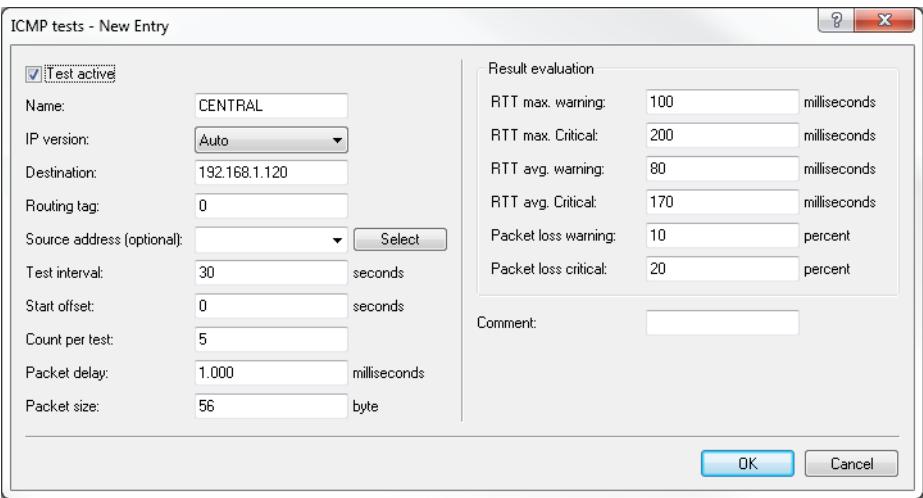 ICMP tests - New Entry
Test active
Name: CENTRAL
IP version: Auto
Destination: 192.168.1.120
Routing tag: 0
Source address (optional): Select
Test interval: 30 seconds
Start offset: 0 seconds
Count per test: 5
Packet delay: 1.000 milliseconds
Packet size: 56 byte
Result evaluation
RTT max. warning: 100 milliseconds
RTT max. Critical: 200 milliseconds
RTT avg. warning: 80 milliseconds
RTT avg. Critical: 170 milliseconds
Packet loss warning: 10 percent
Packet loss critical: 20 percent
Comment:
OK Cancel